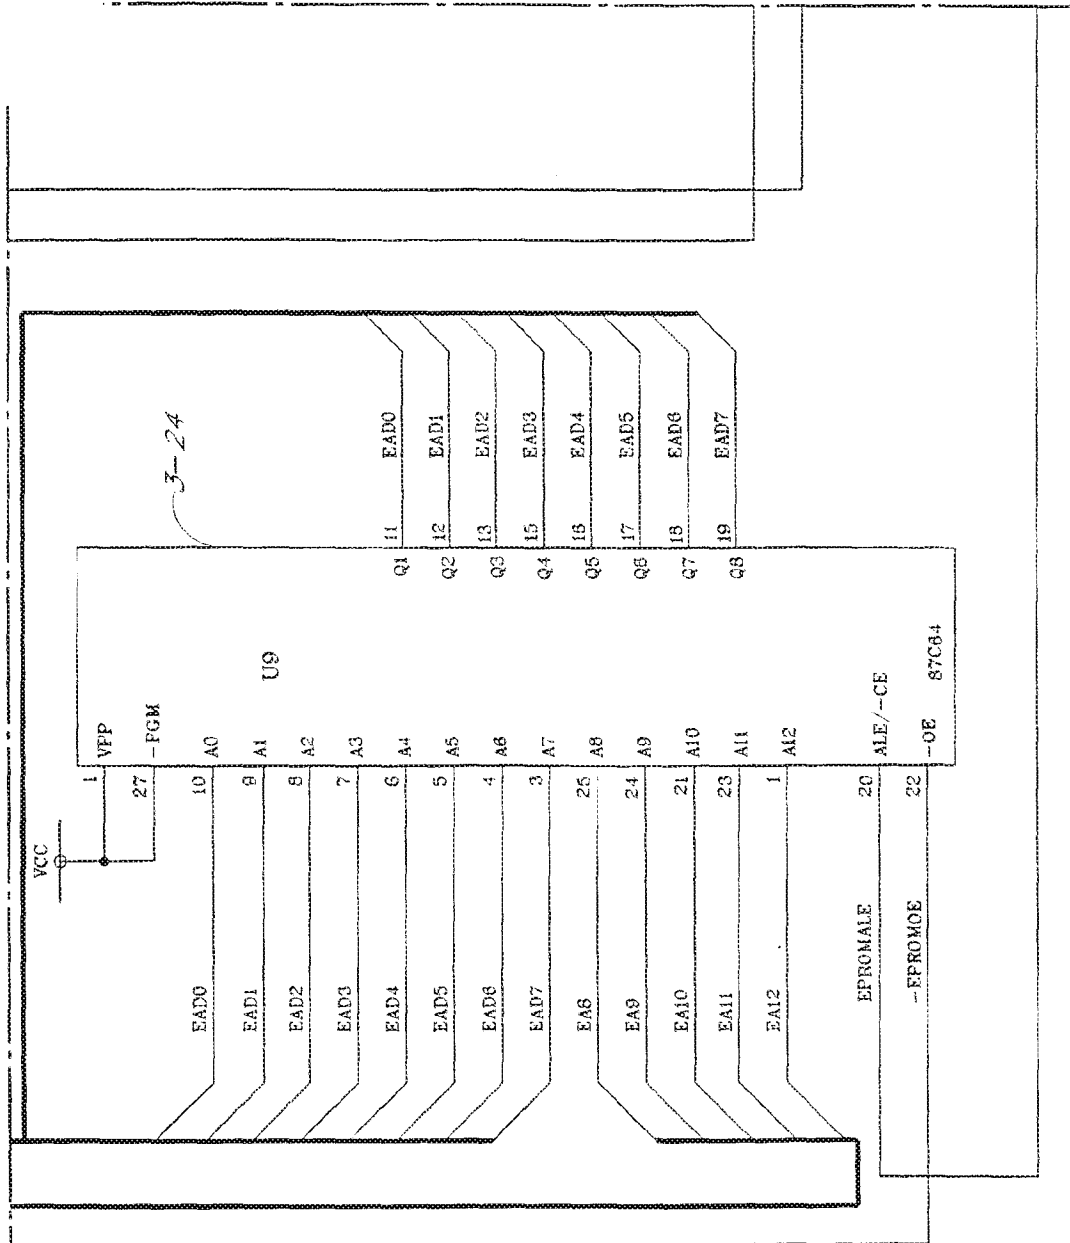 3-24
VCC
U9
87C64
1 VPP
27 -PGM
EAD0 10 A0
EAD1 9 A1
EAD2 8 A2
EAD3 7 A3
EAD4 6 A4
EAD5 5 A5
EAD6 4 A6
EAD7 3 A7
EA8 25 A8
EA9 24 A9
EA10 21 A10
EA11 23 A11
EA12 1 A12
EPROMALE 20 ALE/-CE
-EPROMOE 22 -OE
Q1 11 EAD0
Q2 12 EAD1
Q3 13 EAD2
Q4 15 EAD3
Q5 16 EAD4
Q6 17 EAD5
Q7 18 EAD6
Q8 19 EAD7